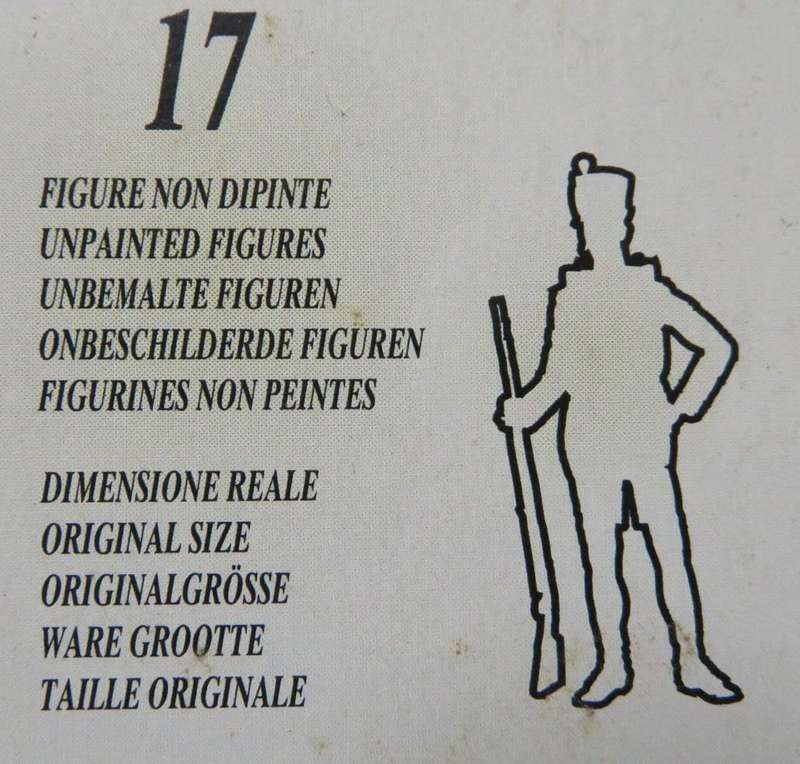 17
FIGURE NON DIPINTE
UNPAINTED FIGURES
UNBEMALTE FIGUREN
ONBESCHILDERDE FIGUREN
FIGURINES NON PEINTES
DIMENSIONE REALE
ORIGINAL SIZE
ORIGINALGRÖSSE
WARE GROOTTE
TAILLE ORIGINALE